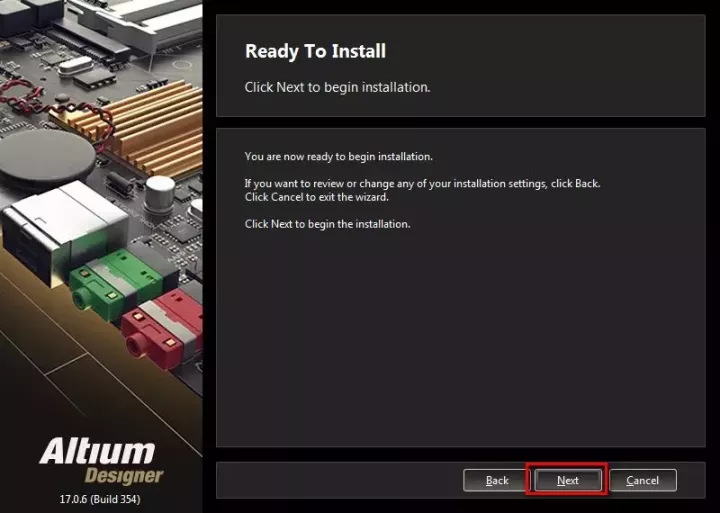 Ready To Install
Click Next to begin installation.
You are now ready to begin installation.
If you want to review or change any of your installation settings, click Back.
Click Cancel to exit the wizard.
Click Next to begin the installation.
Altium
Designer
17.0.6 (Build 354)
Back Next Cancel